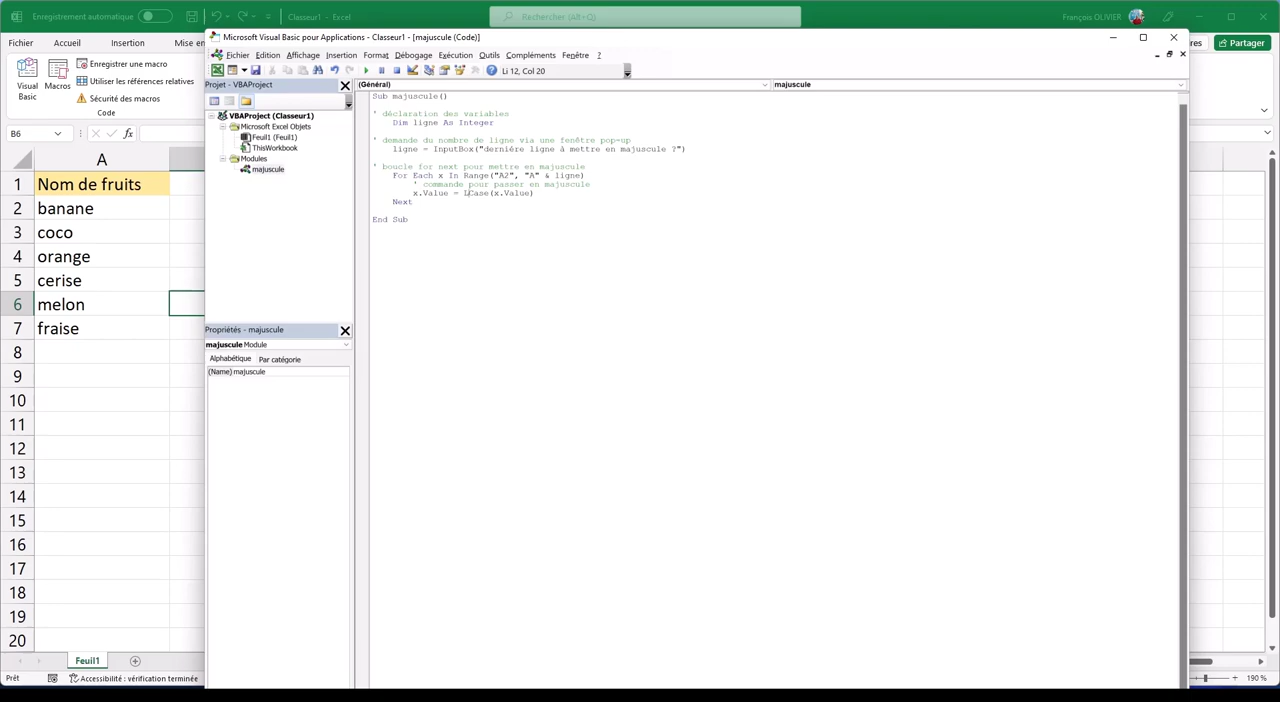 Enregistrement automatique
Classeur1 - Excel
Rechercher (Alt+Q)
François OLIVIER
Fichier
Accueil
Insertion
Mise en
res
Partager
Visual Basic
Macros
Enregistrer une macro
Utiliser les références relatives
Sécurité des macros
Code
B6
fx
A
1 Nom de fruits
2 banane
3 coco
4 orange
5 cerise
6 melon
7 fraise
8
9
10
11
12
13
14
15
16
17
18
19
20
Feuil1
Prêt
Accessibilité : vérification terminée
190 %
Microsoft Visual Basic pour Applications - Classeur1 - [majuscule (Code)]
Fichier Edition Affichage Insertion Format Débogage Exécution Outils Compléments Fenêtre ?
Li 12, Col 20
Projet - VBAProject
VBAProject (Classeur1)
Microsoft Excel Objets
Feuil1 (Feuil1)
ThisWorkbook
Modules
majuscule
Propriétés - majuscule
majuscule Module
Alphabétique Par catégorie
(Name) majuscule
(Général)
majuscule
Sub majuscule()
' déclaration des variables
Dim ligne As Integer
' demande du nombre de ligne via une fenêtre pop-up
ligne = InputBox("derniére ligne à mettre en majuscule ?")
' boucle for next pour mettre en majuscule
For Each x In Range("A2", "A" & ligne)
' commande pour passer en majuscule
x.Value = LCase(x.Value)
Next
End Sub